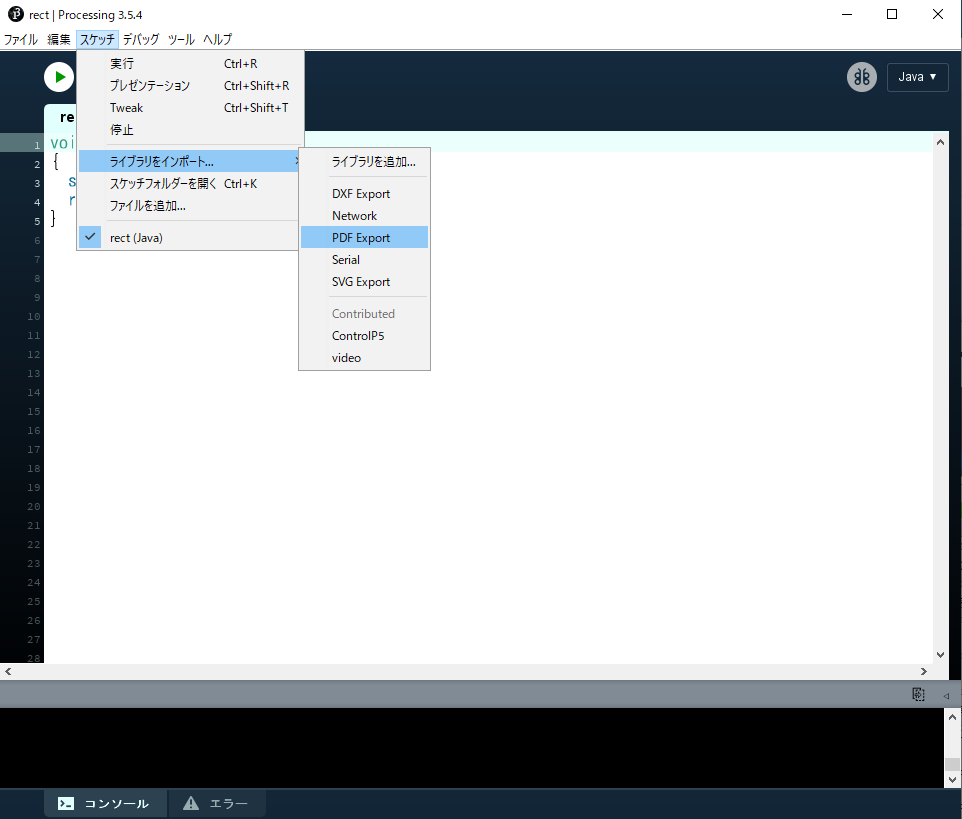 rect | Processing 3.5.4
ファイル 編集 スケッチ デバッグ ツール ヘルプ
実行 Ctrl+R
プレゼンテーション Ctrl+Shift+R
Tweak Ctrl+Shift+T
停止
ライブラリをインポート...
スケッチフォルダーを開く Ctrl+K
ファイルを追加...
rect (Java)
ライブラリを追加...
DXF Export
Network
PDF Export
Serial
SVG Export
Contributed
ControlP5
video
Java ▼
re
1 voi
2 {
3 s
4 r
5 }
6
7
8
9
10
11
12
13
14
15
16
17
18
19
20
21
22
23
24
25
26
27
28
コンソール エラー